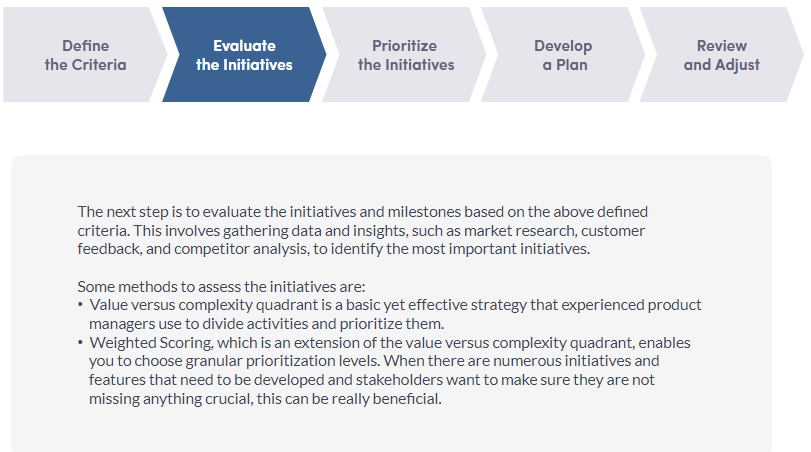 Define
the Criteria
Evaluate
the Initiatives
Prioritize
the Initiatives
Develop
a Plan
Review
and Adjust
The next step is to evaluate the initiatives and milestones based on the above defined
criteria. This involves gathering data and insights, such as market research, customer
feedback, and competitor analysis, to identify the most important initiatives.
Some methods to assess the initiatives are:
• Value versus complexity quadrant is a basic yet effective strategy that experienced product
managers use to divide activities and prioritize them.
• Weighted Scoring, which is an extension of the value versus complexity quadrant, enables
you to choose granular prioritization levels. When there are numerous initiatives and
features that need to be developed and stakeholders want to make sure they are not
missing anything crucial, this can be really beneficial.